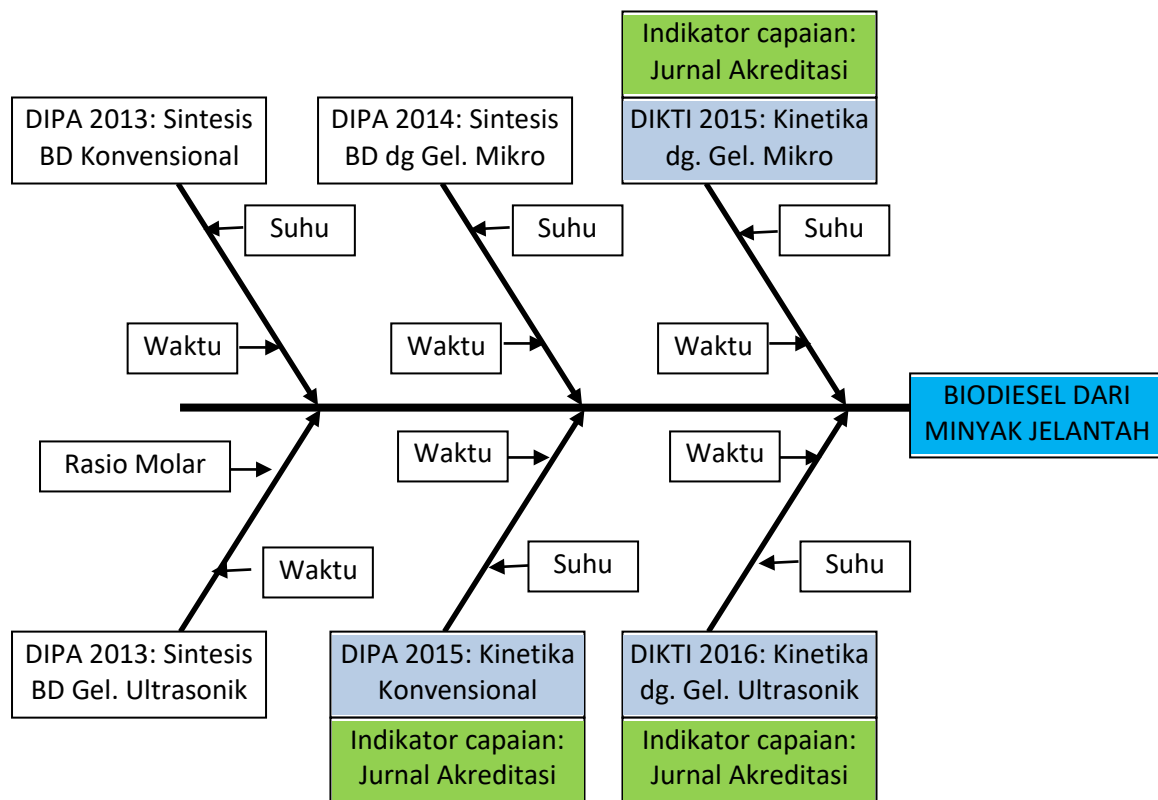 Indikator capaian:
Jurnal Akreditasi
DIPA 2013: Sintesis
BD Konvensional
DIPA 2014: Sintesis
BD dg Gel. Mikro
DIKTI 2015: Kinetika
dg. Gel. Mikro
Suhu
Suhu
Suhu
Waktu
Waktu
Waktu
BIODIESEL DARI
MINYAK JELANTAH
Rasio Molar
Waktu
Waktu
Waktu
Suhu
Suhu
DIPA 2013: Sintesis
BD Gel. Ultrasonik
DIPA 2015: Kinetika
Konvensional
DIKTI 2016: Kinetika
dg. Gel. Ultrasonik
Indikator capaian:
Jurnal Akreditasi
Indikator capaian:
Jurnal Akreditasi